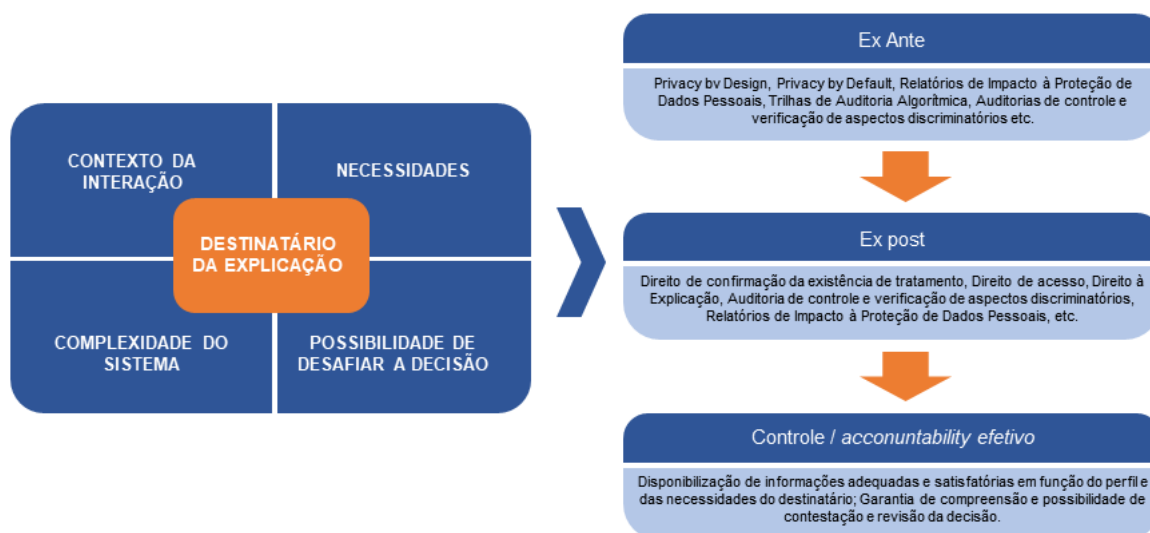 CONTEXTO DA
INTERAÇÃO
NECESSIDADES
DESTINATÁRIO
DA EXPLICAÇÃO
COMPLEXIDADE DO
SISTEMA
POSSIBILIDADE DE
DESAFIAR A DECISÃO
Ex Ante
Privacy bv Design, Privacy by Default, Relatórios de Impacto à Proteção de
Dados Pessoais, Trilhas de Auditoria Algorítmica, Auditorias de controle e
verificação de aspectos discriminatórios etc.
Ex post
Direito de confirmação da existência de tratamento, Direito de acesso, Direito à
Explicação, Auditoria de controle e verificação de aspectos discriminatórios,
Relatórios de Impacto à Proteção de Dados Pessoais, etc.
Controle / acconuntability efetivo
Disponibilização de informações adequadas e satisfatórias em função do perfil e
das necessidades do destinatário; Garantia de compreensão e possibilidade de
contestação e revisão da decisão.